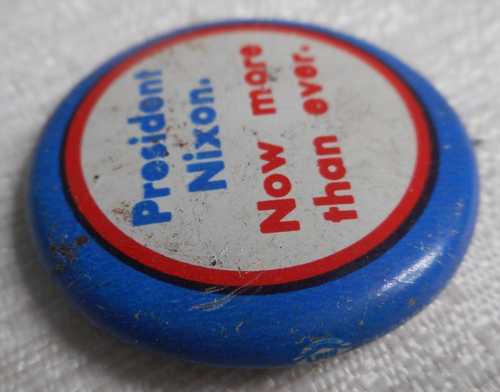 President
Nixon.
Now more
than ever.